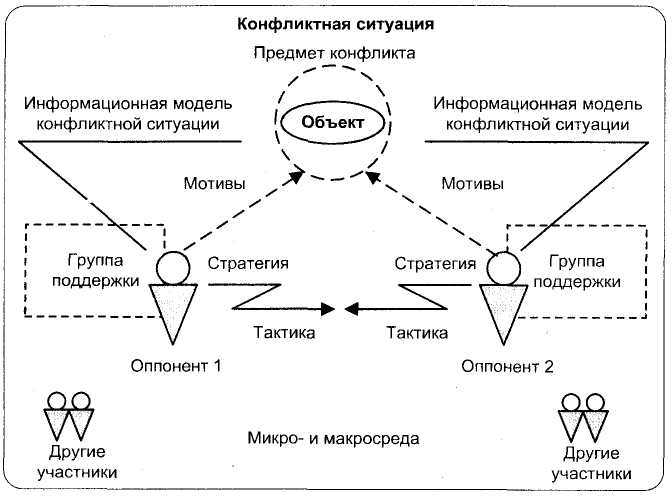 Конфликтная ситуация
Предмет конфликта
Информационная модель
конфликтной ситуации
Объект
Информационная модель
конфликтной ситуации
Мотивы
Мотивы
Группа
поддержки
Стратегия
Тактика
Стратегия
Тактика
Группа
поддержки
Оппонент 1
Оппонент 2
Другие
участники
Микро- и макросреда
Другие
участники